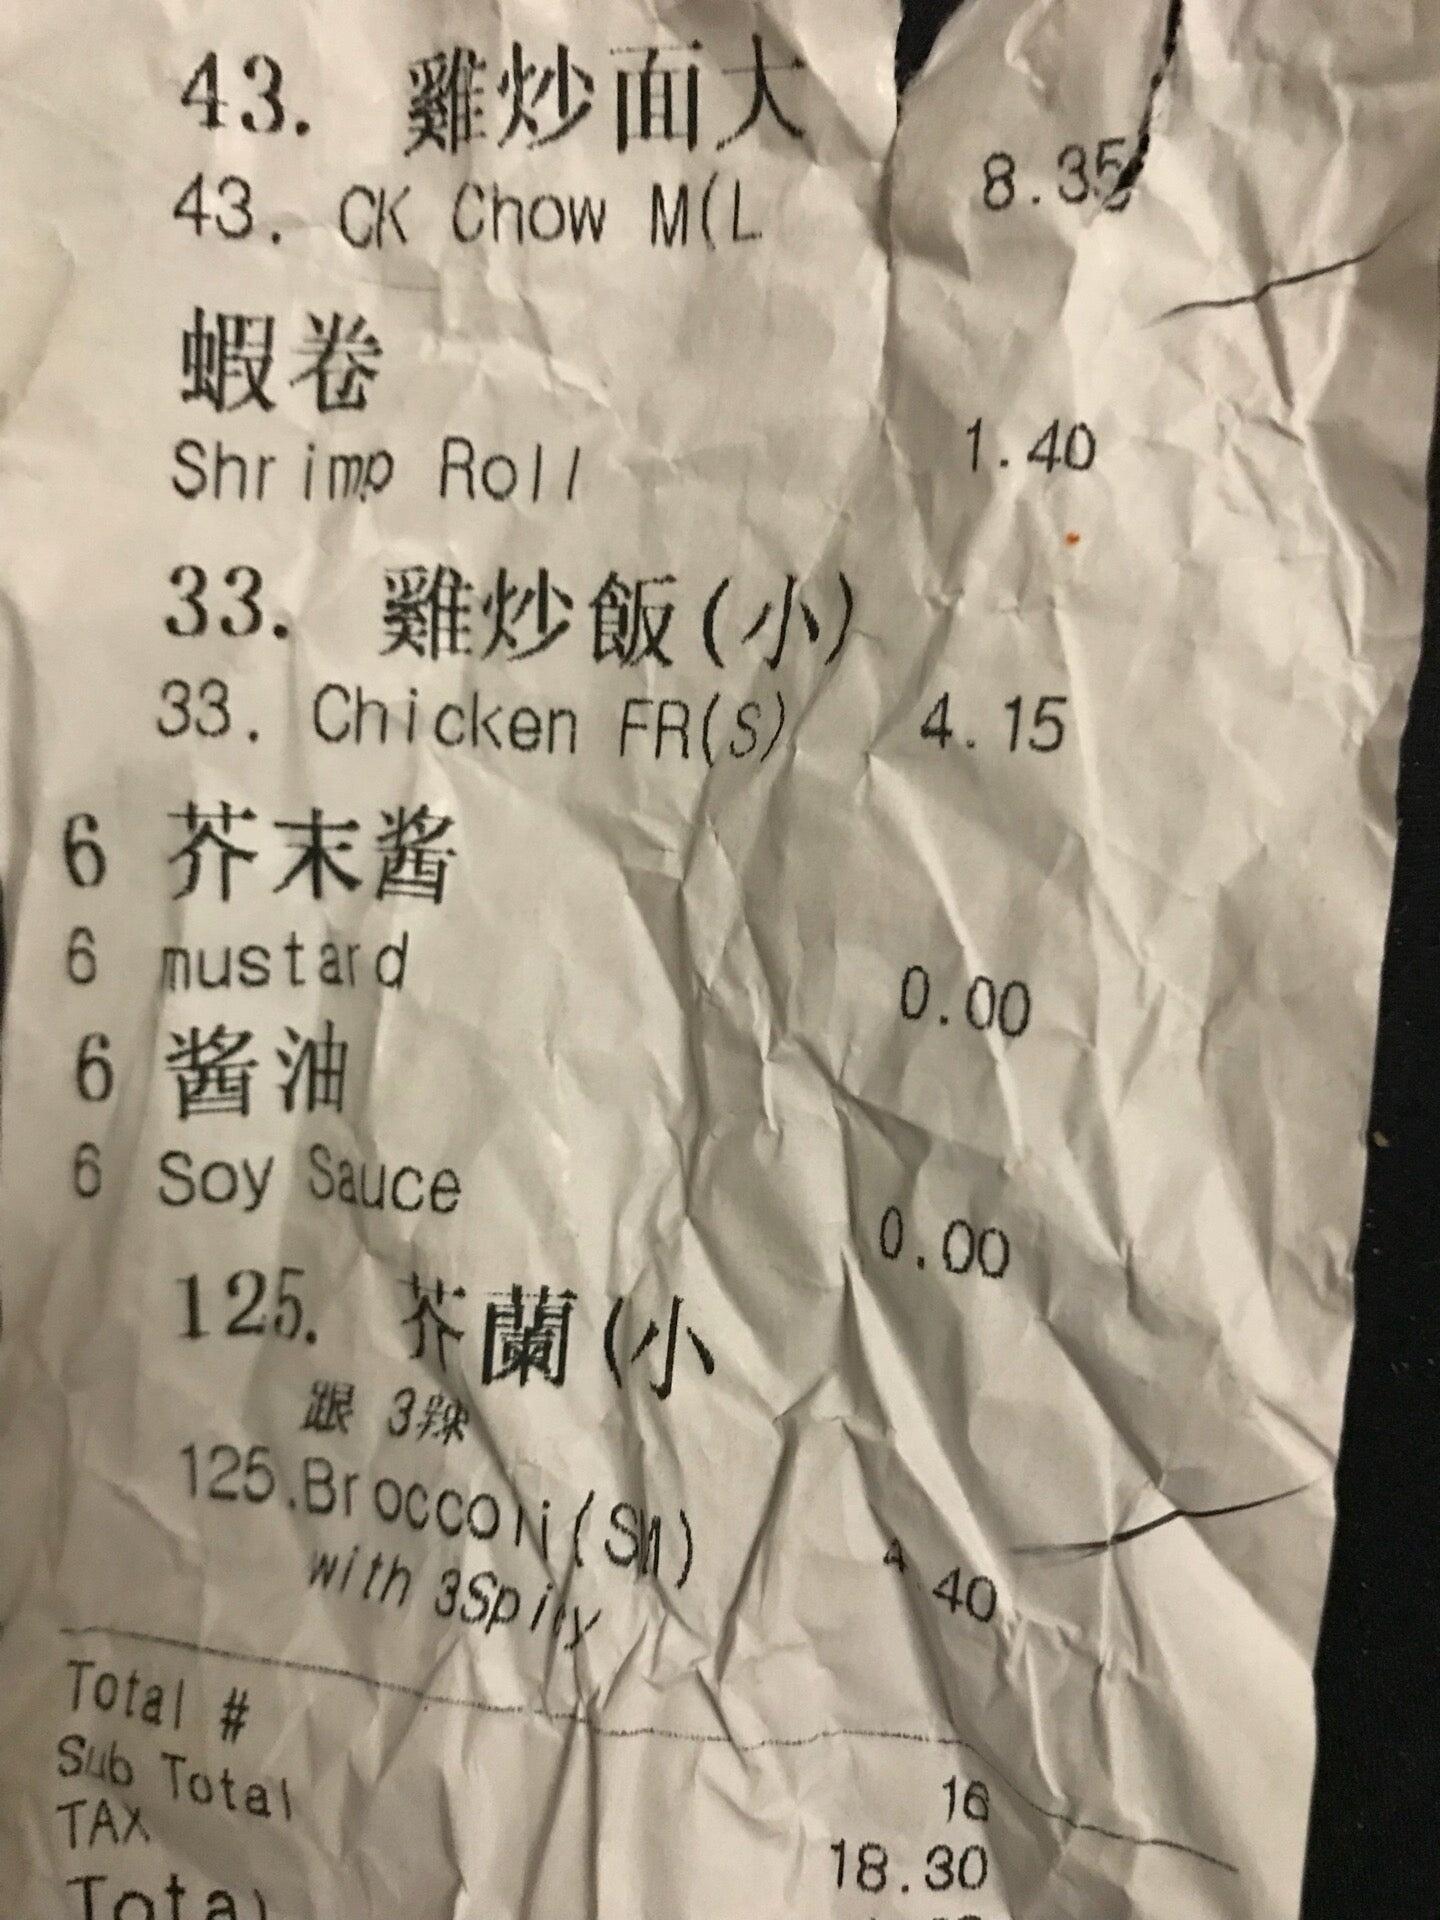 43. 雞炒面大
43. CK Chow M(L 8.35
蝦卷
Shrimp Roll 1.40
33. 雞炒飯(小)
33. Chicken FR(S) 4.15
6 芥末酱
6 mustard 0.00
6 酱油
6 Soy Sauce 0.00
125. 芥蘭(小
跟 3辣
125.Broccoli(SM) 4.40
with 3Spicy
Total # 16
Sub Total 18.30
TAX
Total